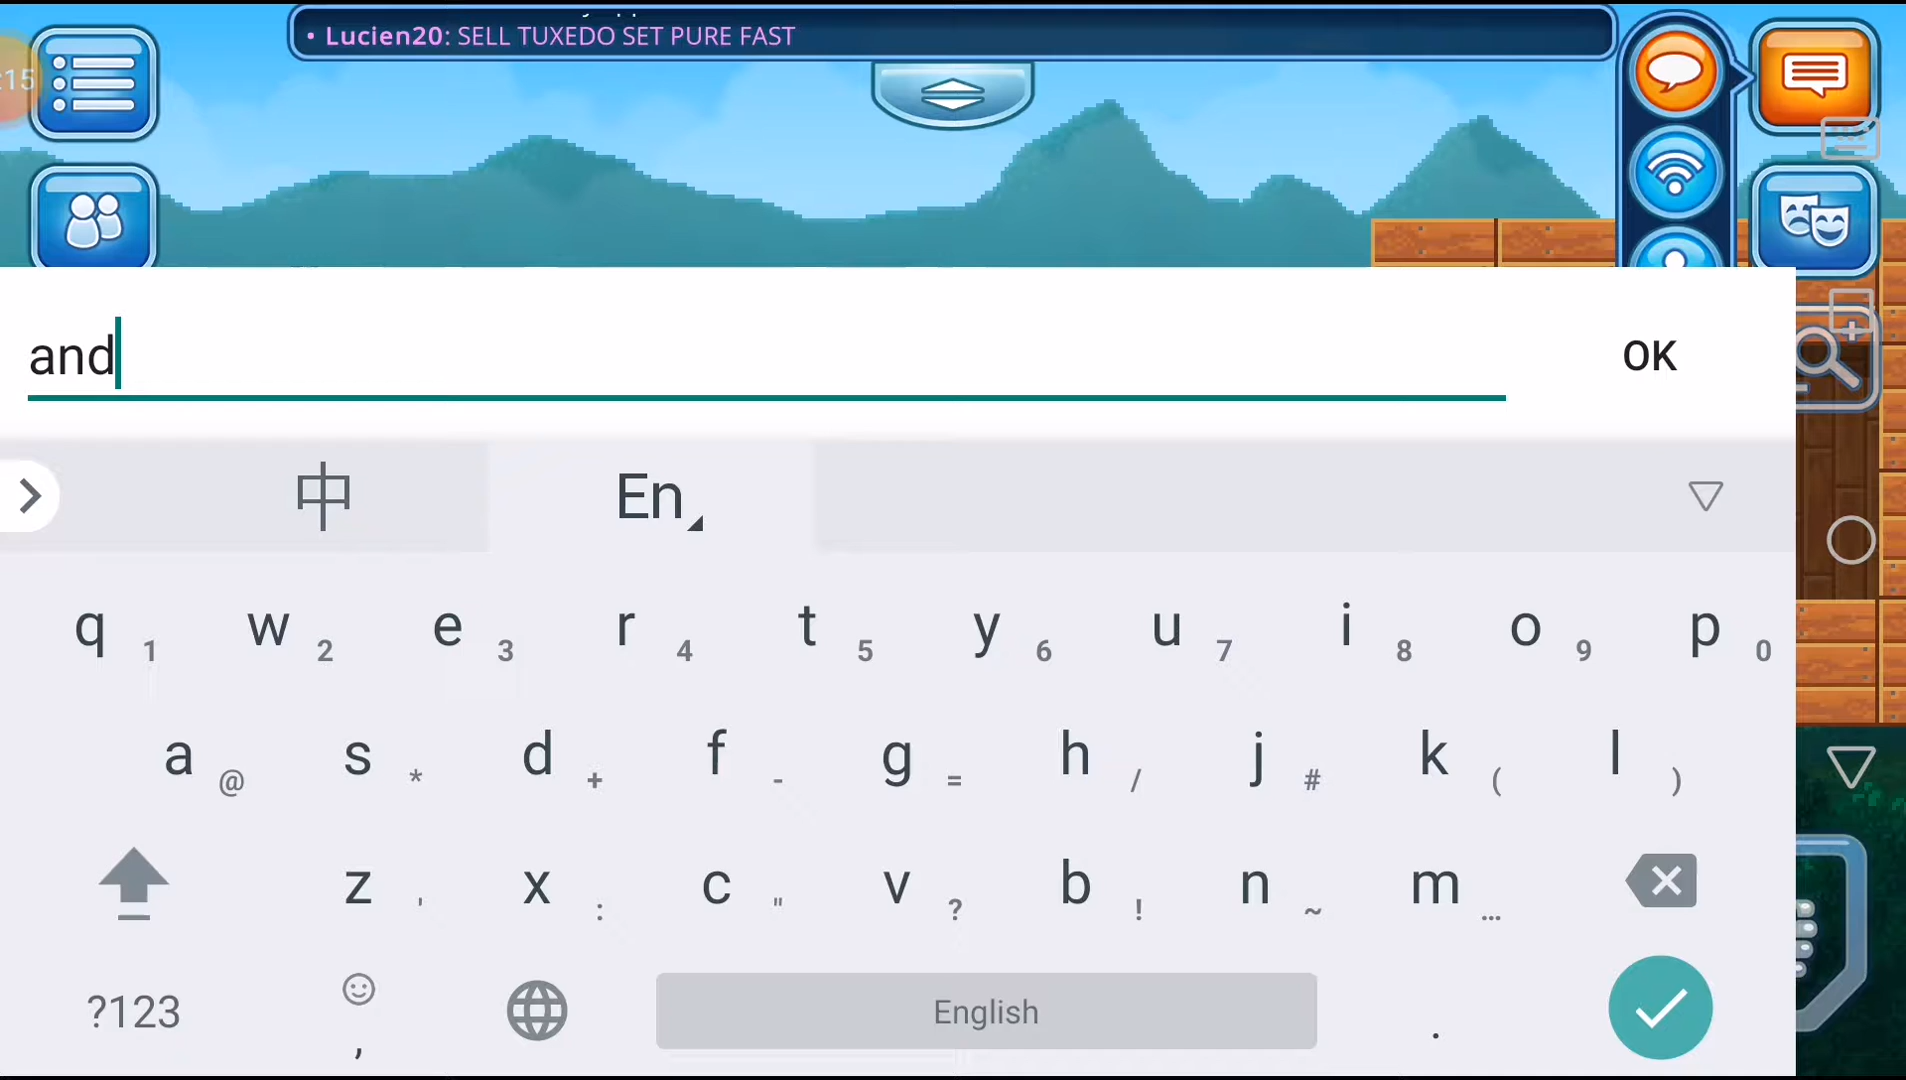 • Lucien20: SELL TUXEDO SET PURE FAST
:15
and
OK
中 En
q 1 w 2 e 3 r 4 t 5 y 6 u 7 i 8 o 9 p 0
a @ s * d + f - g = h / j # k ( l )
z ' x : c " v ? b ! n ~ m ...
?123 , English .